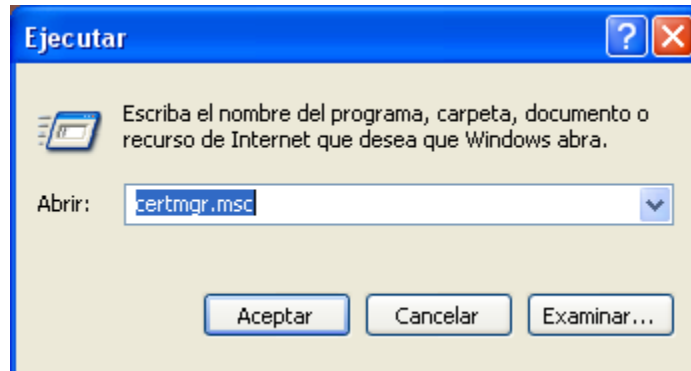 Ejecutar
Escriba el nombre del programa, carpeta, documento o
recurso de Internet que desea que Windows abra.
Abrir: certmgr.msc
Aceptar Cancelar Examinar...